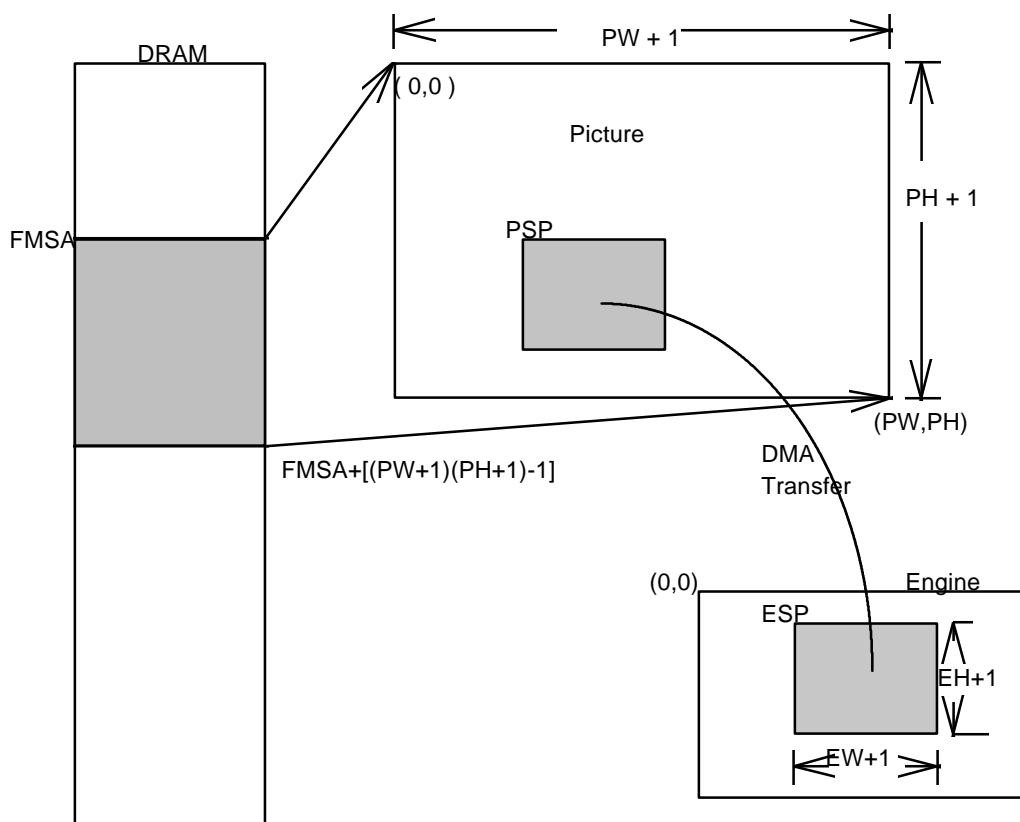 PW + 1
DRAM
( 0,0 )
Picture
PH + 1
FMSA
PSP
(PW,PH)
FMSA+[(PW+1)(PH+1)-1]
DMA
Transfer
(0,0)
Engine
ESP
EH+1
EW+1